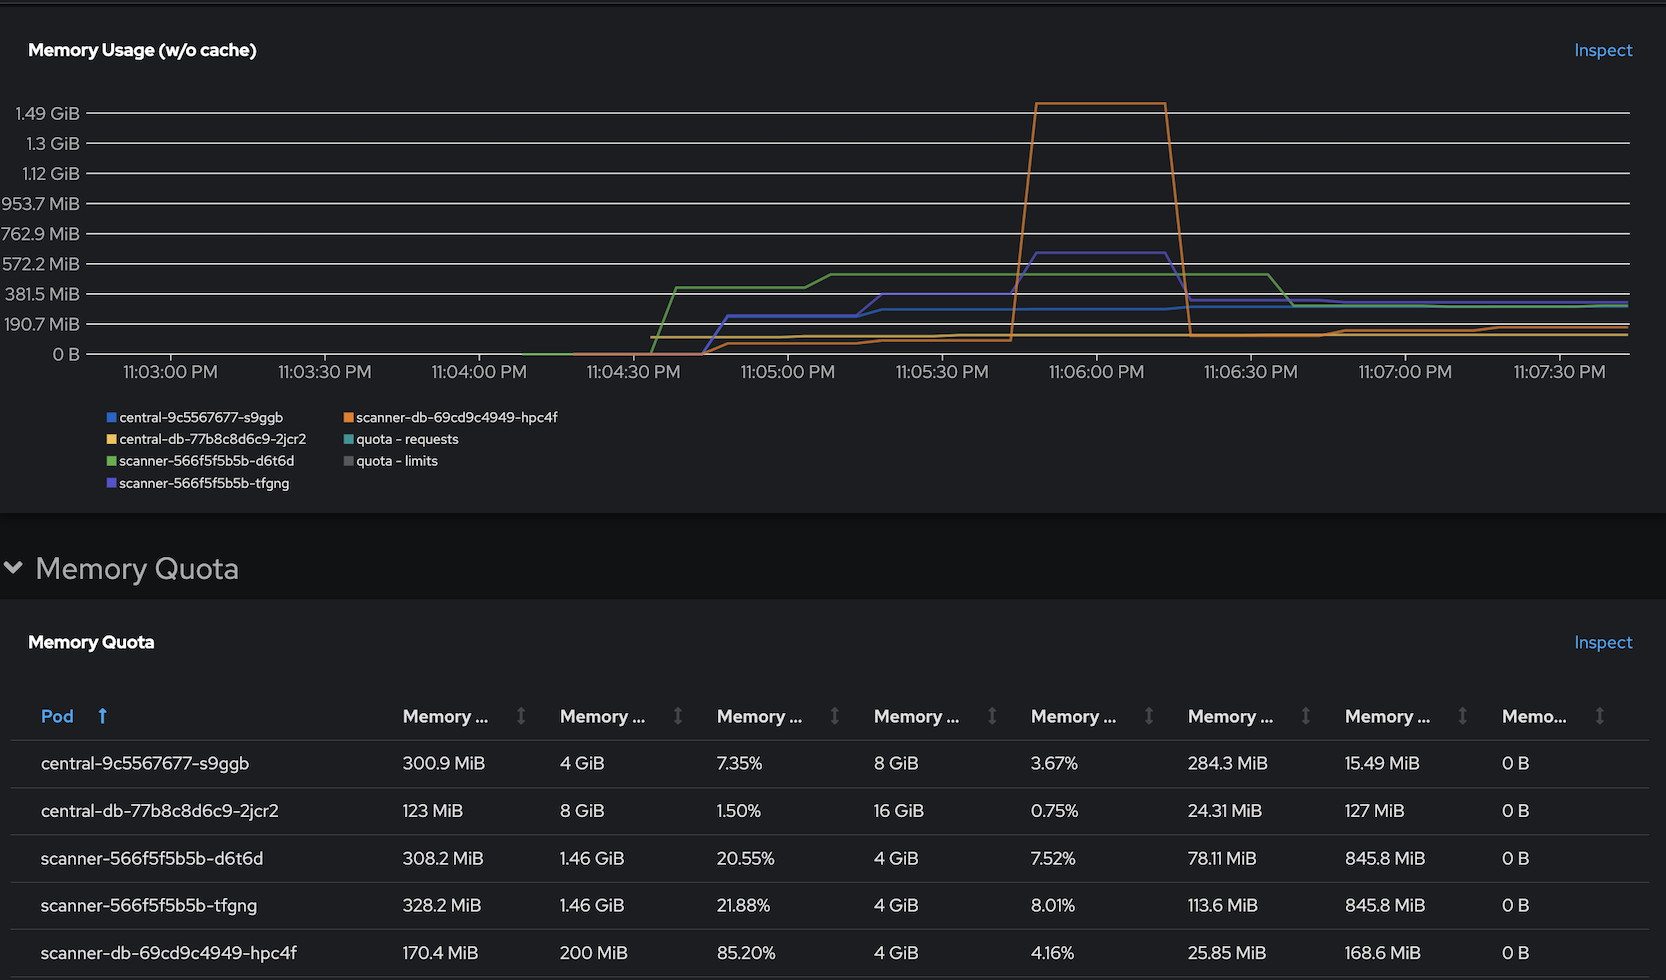 Memory Usage (w/o cache) Inspect
1.49 GiB
1.3 GiB
1.12 GiB
953.7 MiB
762.9 MiB
572.2 MiB
381.5 MiB
190.7 MiB
0 B
11:03:00 PM 11:03:30 PM 11:04:00 PM 11:04:30 PM 11:05:00 PM 11:05:30 PM 11:06:00 PM 11:06:30 PM 11:07:00 PM 11:07:30 PM
central-9c5567677-s9ggb scanner-db-69cd9c4949-hpc4f
central-db-77b8c8d6c9-2jcr2 quota - requests
scanner-566f5f5b5b-d6t6d quota - limits
scanner-566f5f5b5b-tfgng
Memory Quota
Memory Quota Inspect
Pod Memory ... Memory ... Memory ... Memory ... Memory ... Memory ... Memory ... Memo...
central-9c5567677-s9ggb 300.9 MiB 4 GiB 7.35% 8 GiB 3.67% 284.3 MiB 15.49 MiB 0 B
central-db-77b8c8d6c9-2jcr2 123 MiB 8 GiB 1.50% 16 GiB 0.75% 24.31 MiB 127 MiB 0 B
scanner-566f5f5b5b-d6t6d 308.2 MiB 1.46 GiB 20.55% 4 GiB 7.52% 78.11 MiB 845.8 MiB 0 B
scanner-566f5f5b5b-tfgng 328.2 MiB 1.46 GiB 21.88% 4 GiB 8.01% 113.6 MiB 845.8 MiB 0 B
scanner-db-69cd9c4949-hpc4f 170.4 MiB 200 MiB 85.20% 4 GiB 4.16% 25.85 MiB 168.6 MiB 0 B